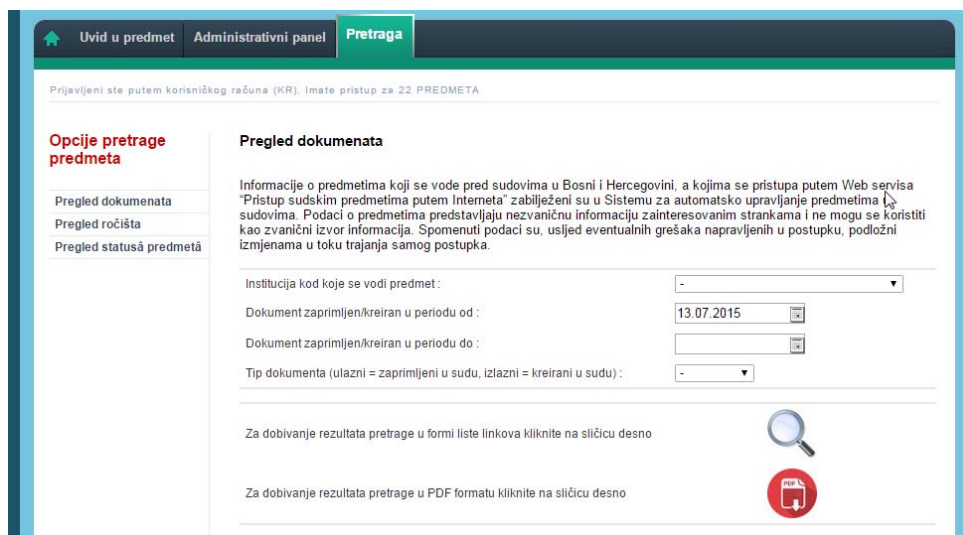 Uvid u predmet Administrativni panel Pretraga
Prijavljeni ste putem korisničkog računa (KR). Imate pristup za 22 PREDMETA
Opcije pretrage
predmeta
Pregled dokumenata
Pregled ročišta
Pregled statusâ predmetâ
Pregled dokumenata
Informacije o predmetima koji se vode pred sudovima u Bosni i Hercegovini, a kojima se pristupa putem Web servisa
“Pristup sudskim predmetima putem Interneta” zabilježeni su u Sistemu za automatsko upravljanje predmetima u
sudovima. Podaci o predmetima predstavljaju nezvaničnu informaciju zainteresovanim strankama i ne mogu se koristiti
kao zvanični izvor informacija. Spomenuti podaci su, usljed eventualnih grešaka napravljenih u postupku, podložni
izmjenama u toku trajanja samog postupka.
Institucija kod koje se vodi predmet : -
Dokument zaprimljen/kreiran u periodu od : 13.07.2015
Dokument zaprimljen/kreiran u periodu do :
Tip dokumenta (ulazni = zaprimljeni u sudu, izlazni = kreirani u sudu) : -
Za dobivanje rezultata pretrage u formi liste linkova kliknite na sličicu desno
Za dobivanje rezultata pretrage u PDF formatu kliknite na sličicu desno
PDF